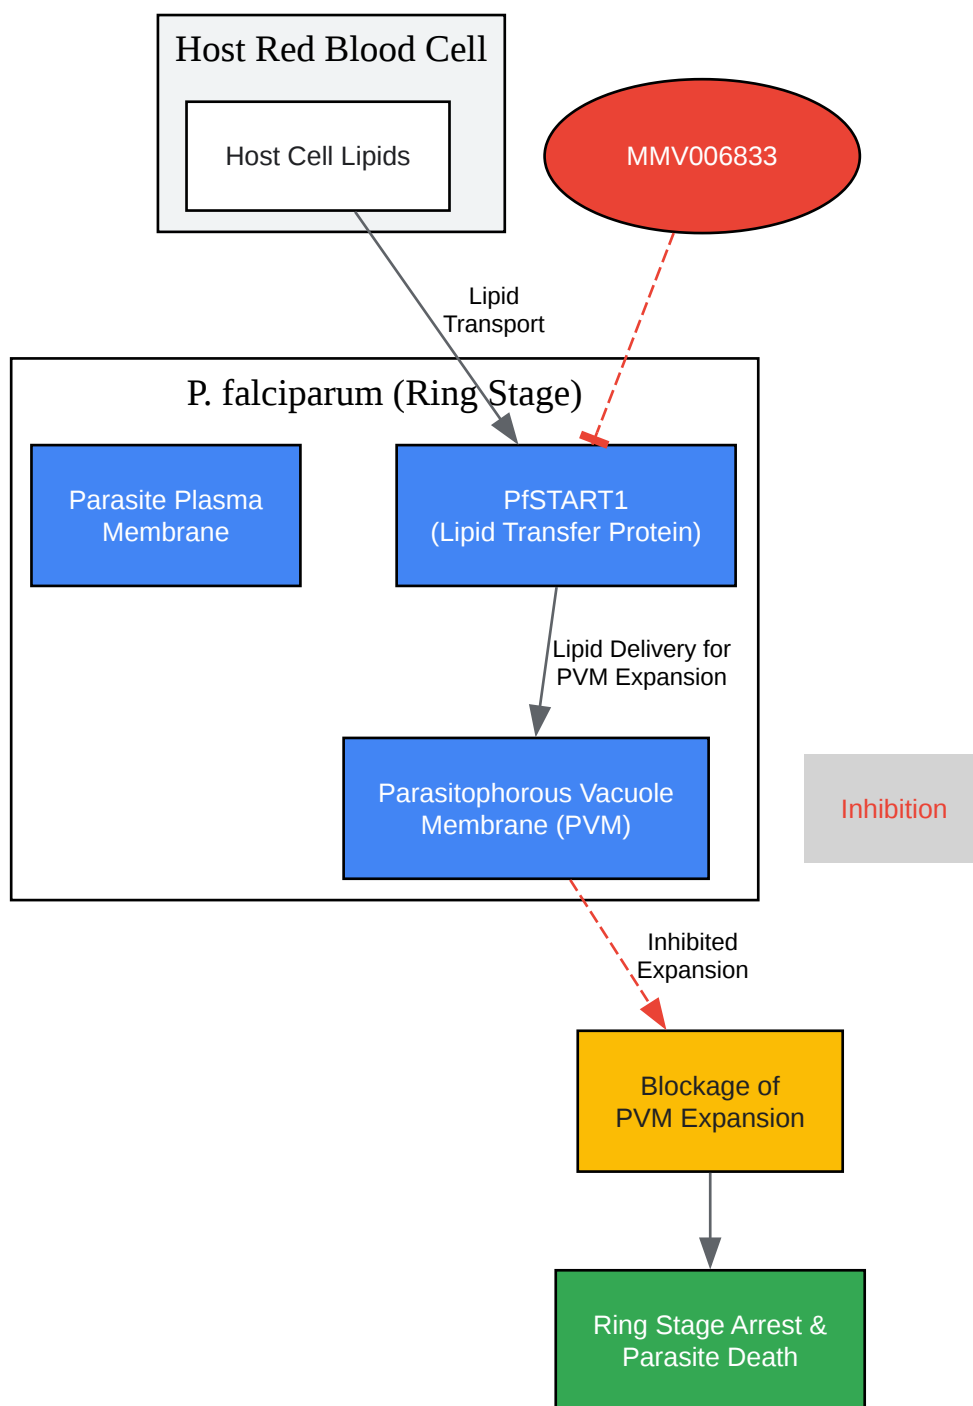 Host Red Blood Cell
Host Cell Lipids
MMV006833
Lipid
Transport
P. falciparum (Ring Stage)
Parasite Plasma
Membrane
PfSTART1
(Lipid Transfer Protein)
Lipid Delivery for
PVM Expansion
Parasitophorous Vacuole
Membrane (PVM)
Inhibition
Inhibited
Expansion
Blockage of
PVM Expansion
Ring Stage Arrest &
Parasite Death